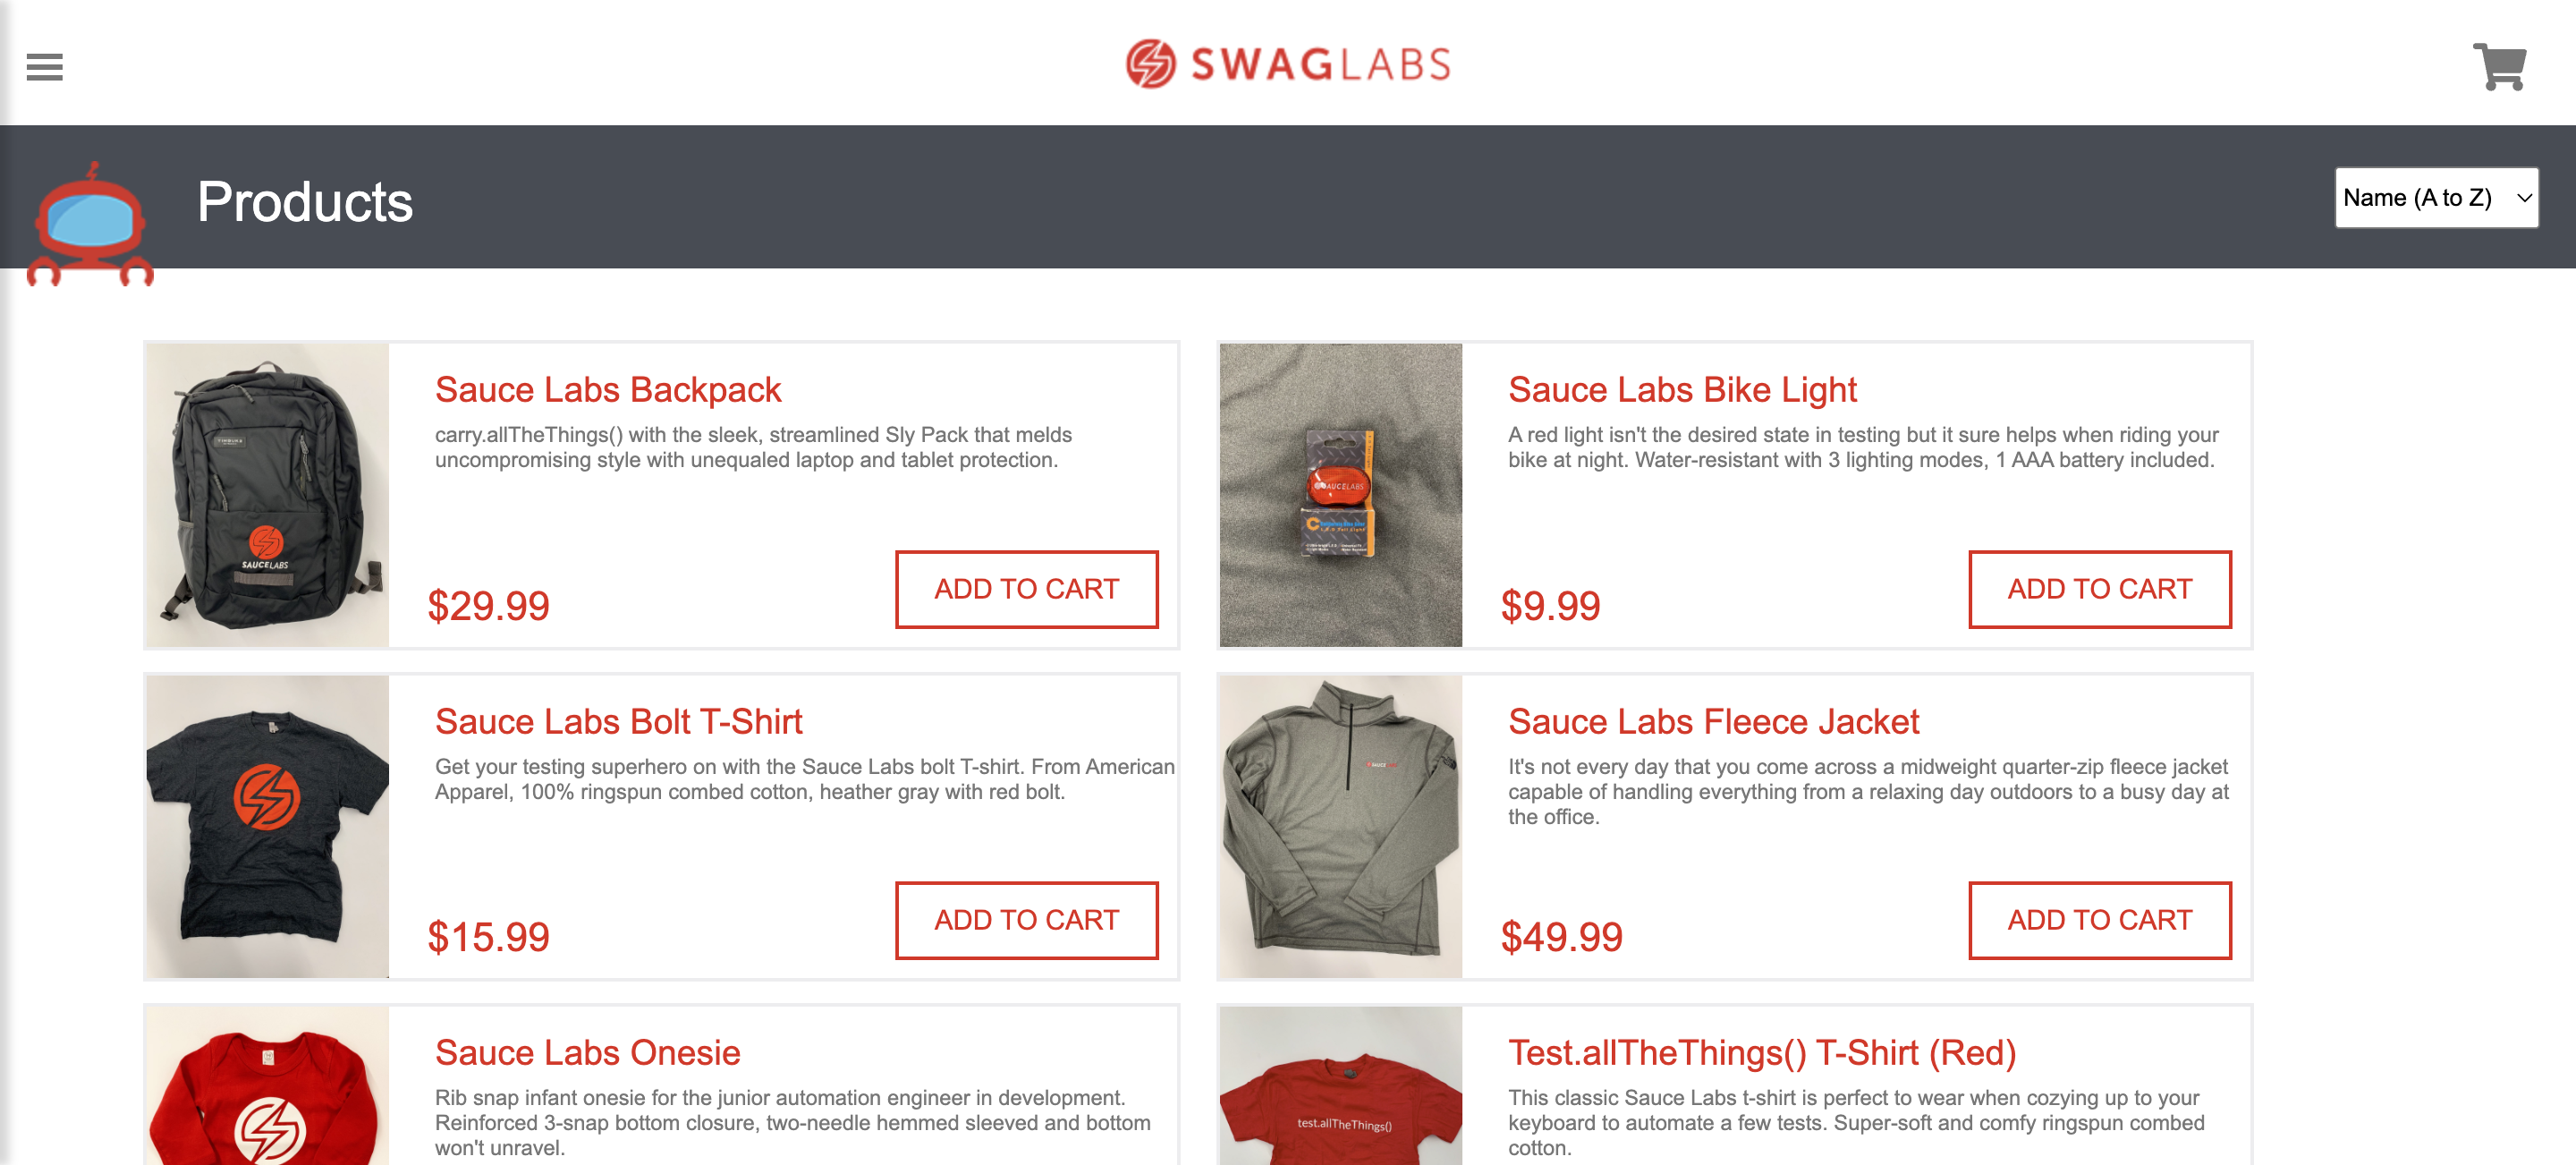 SWAGLABS
Products
Name (A to Z)
Sauce Labs Backpack
carry.allTheThings() with the sleek, streamlined Sly Pack that melds
uncompromising style with unequaled laptop and tablet protection.
$29.99
ADD TO CART
SAUCELABS
Sauce Labs Bike Light
A red light isn't the desired state in testing but it sure helps when riding your
bike at night. Water-resistant with 3 lighting modes, 1 AAA battery included.
$9.99
ADD TO CART
SAUCELABS
Sauce Labs Bolt T-Shirt
Get your testing superhero on with the Sauce Labs bolt T-shirt. From American
Apparel, 100% ringspun combed cotton, heather gray with red bolt.
$15.99
ADD TO CART
Sauce Labs Fleece Jacket
It's not every day that you come across a midweight quarter-zip fleece jacket
capable of handling everything from a relaxing day outdoors to a busy day at
the office.
$49.99
ADD TO CART
Sauce Labs Onesie
Rib snap infant onesie for the junior automation engineer in development.
Reinforced 3-snap bottom closure, two-needle hemmed sleeved and bottom
won't unravel.
Test.allTheThings() T-Shirt (Red)
This classic Sauce Labs t-shirt is perfect to wear when cozying up to your
keyboard to automate a few tests. Super-soft and comfy ringspun combed
cotton.
test.allTheThings()